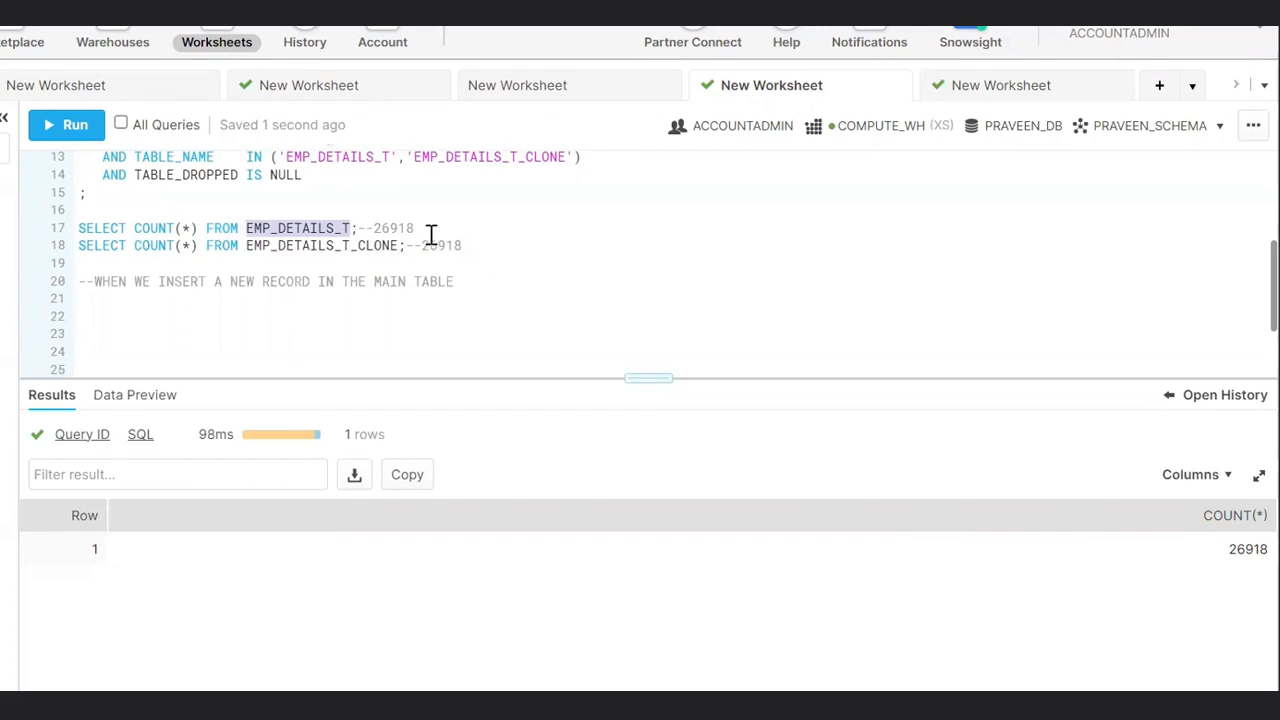 etplace Warehouses Worksheets History Account Partner Connect Help Notifications Snowsight ACCOUNTADMIN
New Worksheet New Worksheet New Worksheet New Worksheet New Worksheet +
Run All Queries Saved 1 second ago ACCOUNTADMIN COMPUTE_WH (XS) PRAVEEN_DB PRAVEEN_SCHEMA
13 AND TABLE_NAME IN ('EMP_DETAILS_T','EMP_DETAILS_T_CLONE')
14 AND TABLE_DROPPED IS NULL
15 ;
16
17 SELECT COUNT(*) FROM EMP_DETAILS_T;--26918
18 SELECT COUNT(*) FROM EMP_DETAILS_T_CLONE;--26918
19
20 --WHEN WE INSERT A NEW RECORD IN THE MAIN TABLE
21
22
23
24
25
Results Data Preview Open History
Query ID SQL 98ms 1 rows
Filter result... Copy Columns
Row COUNT(*)
1 26918